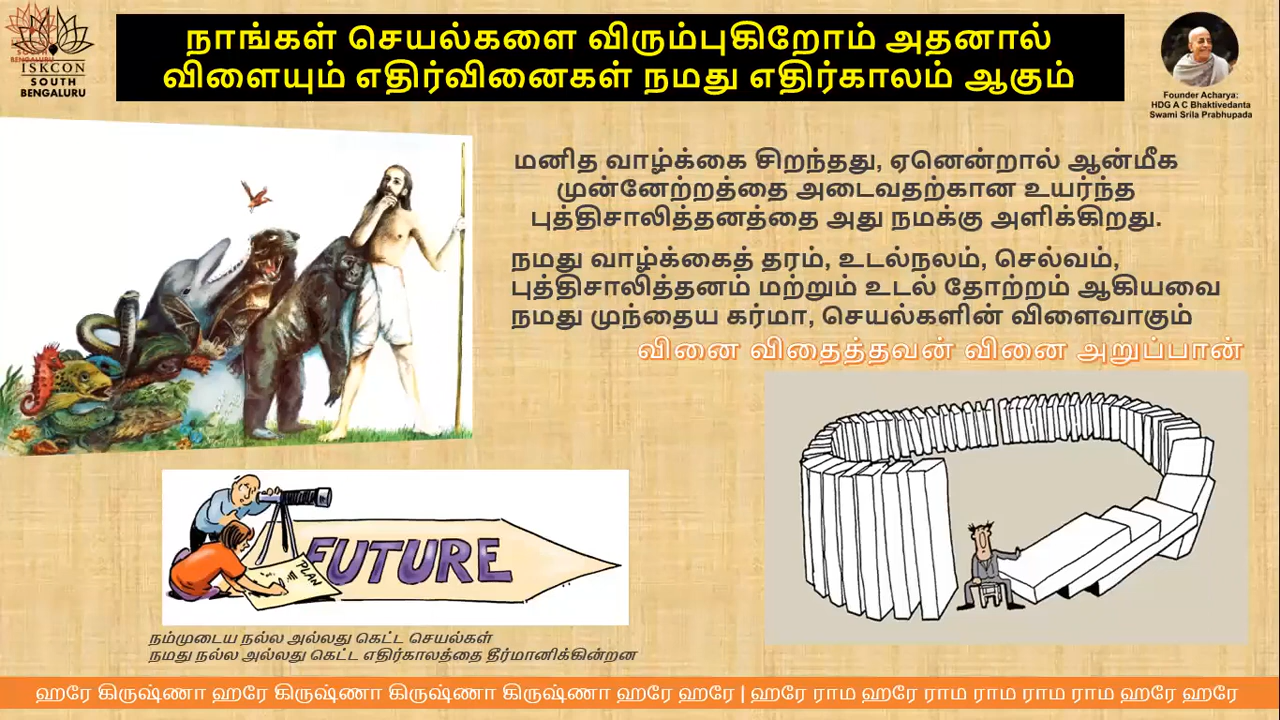 BENGALURU
ISKCON
SOUTH
BENGALURU
நாங்கள் செயல்களை விரும்புகிறோம் அதனால்
விளையும் எதிர்வினைகள் நமது எதிர்காலம் ஆகும்
Founder Acharya:
HDG A C Bhaktivedanta
Swami Srila Prabhupada
மனித வாழ்க்கை சிறந்தது, ஏனென்றால் ஆன்மீக
முன்னேற்றத்தை அடைவதற்கான உயர்ந்த
புத்திசாலித்தனத்தை அது நமக்கு அளிக்கிறது.
நமது வாழ்க்கைத் தரம், உடல்நலம், செல்வம்,
புத்திசாலித்தனம் மற்றும் உடல் தோற்றம் ஆகியவை
நமது முந்தைய கர்மா, செயல்களின் விளைவாகும்
வினை விதைத்தவன் வினை அறுப்பான்
FUTURE
PLAN
நம்முடைய நல்ல அல்லது கெட்ட செயல்கள்
நமது நல்ல அல்லது கெட்ட எதிர்காலத்தை தீர்மானிக்கின்றன
ஹரே கிருஷ்ணா ஹரே கிருஷ்ணா கிருஷ்ணா கிருஷ்ணா ஹரே ஹரே | ஹரே ராம ஹரே ராம ராம ராம ராம ஹரே ஹரே